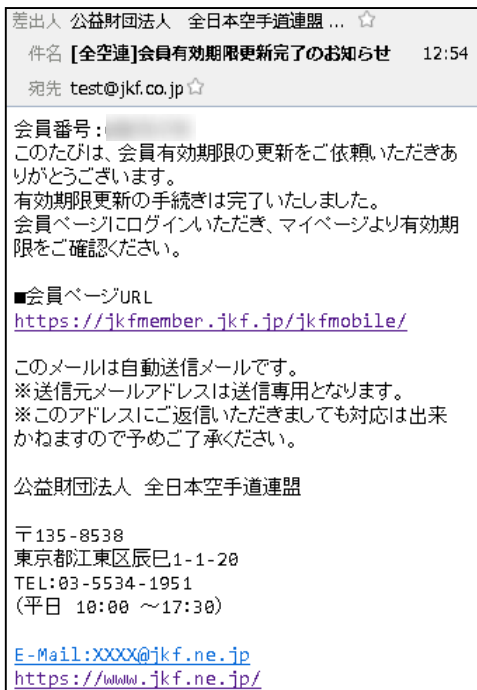 差出人 公益財団法人 全日本空手道連盟 ... ☆
件名 [全空連]会員有効期限更新完了のお知らせ 12:54
宛先 test@jkf.co.jp☆
会員番号:
このたびは、会員有効期限の更新をご依頼いただきあ
りがとうございます。
有効期限更新の手続きは完了いたしました。
会員ページにログインいただき、マイページより有効期
限をご確認ください。
■会員ページURL
https://jkfmember.jkf.jp/jkfmobile/
このメールは自動送信メールです。
※送信元メールアドレスは送信専用となります。
※このアドレスにご返信いただきましても対応は出来
かねますので予めご了承ください。
公益財団法人 全日本空手道連盟
〒135-8538
東京都江東区辰巳1-1-20
TEL:03-5534-1951
(平日 10:00 ～17:30)
E-Mail:XXXX@jkf.ne.jp
https://www.jkf.ne.jp/